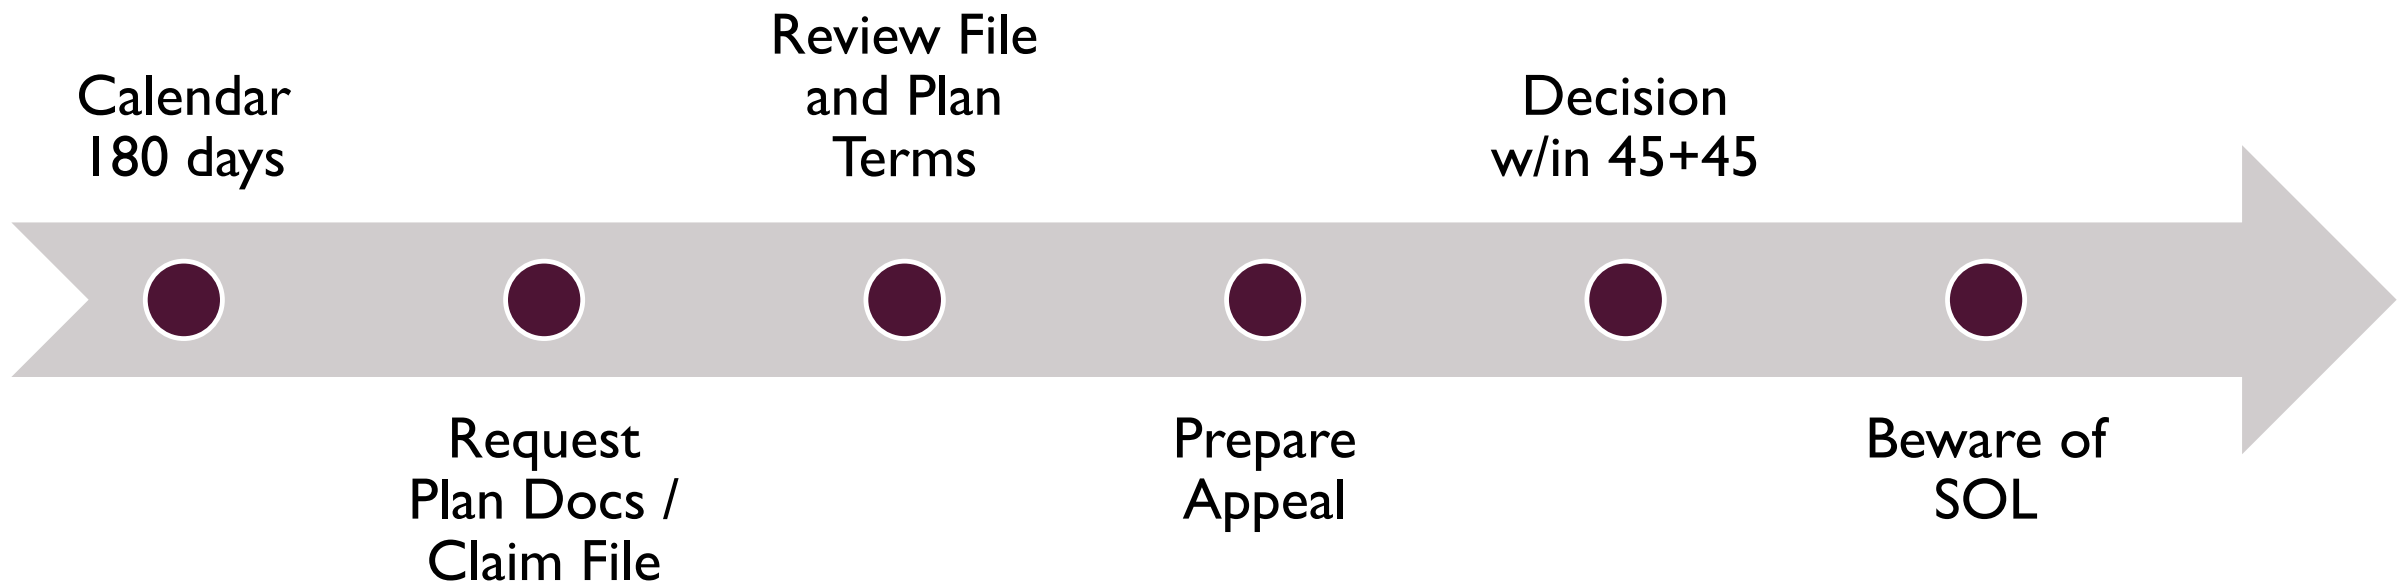 Calendar
180 days
Request
Plan Docs /
Claim File
Review File
and Plan
Terms
Prepare
Appeal
Decision
w/in 45+45
Beware of
SOL